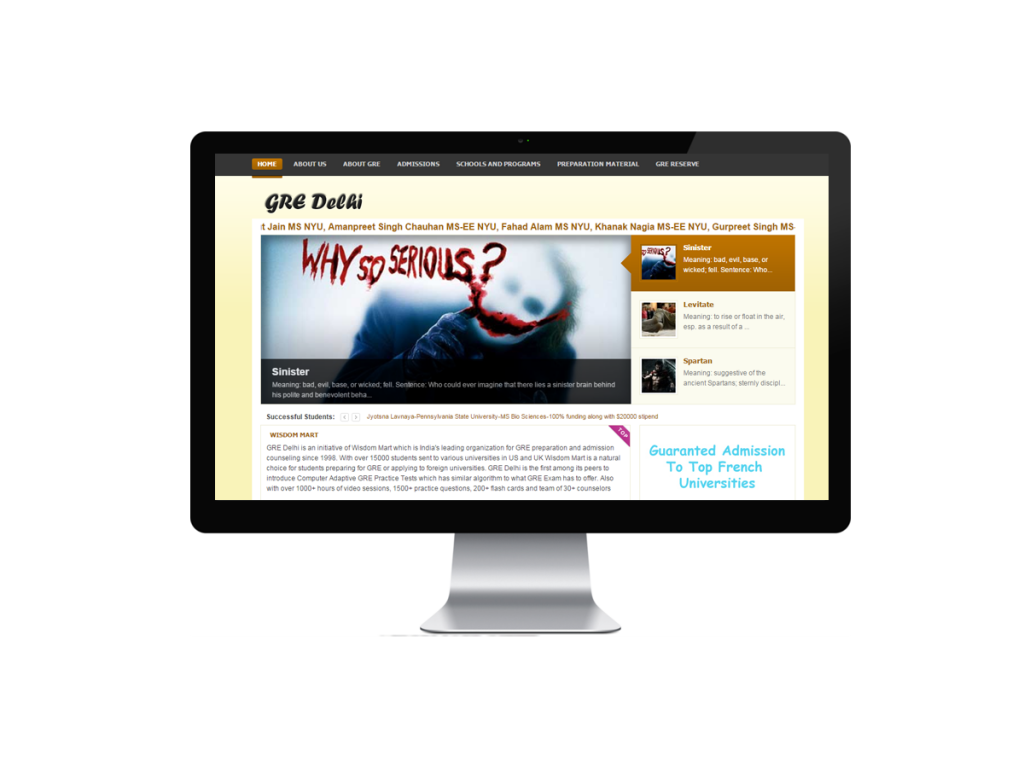 HOME ABOUT US ABOUT GRE ADMISSIONS SCHOOLS AND PROGRAMS PREPARATION MATERIAL GRE RESERVE
GRE Delhi
t Jain MS NYU, Amanpreet Singh Chauhan MS-EE NYU, Fahad Alam MS NYU, Khanak Nagia MS-EE NYU, Gurpreet Singh MS-
WHY SO SERIOUS?
Sinister
Meaning: bad, evil, base, or wicked; fell. Sentence: Who could ever imagine that there lies a sinister brain behind
his polite and benevolent beha...
WHY SO SERIOUS?
Sinister
Meaning: bad, evil, base, or
wicked; fell. Sentence: Who...
Levitate
Meaning: to rise or float in the air,
esp. as a result of a ...
Spartan
Meaning: suggestive of the
ancient Spartans; sternly discipl...
Successful Students: Jyotsna Lavnaya-Pennsylvania State University-MS Bio Sciences-100% funding along with $20000 stipend
TOP
WISDOM MART
GRE Delhi is an initiative of Wisdom Mart which is India's leading organization for GRE preparation and admission
counseling since 1998. With over 15000 students sent to various universities in US and UK Wisdom Mart is a natural
choice for students preparing for GRE or applying to foreign universities. GRE Delhi is the first among its peers to
introduce Computer Adaptive GRE Practice Tests which has similar algorithm to what GRE Exam has to offer. Also
with over 1000+ hours of video sessions, 1500+ practice questions, 200+ flash cards and team of 30+ counselors
Guaranted Admission
To Top French
Universities